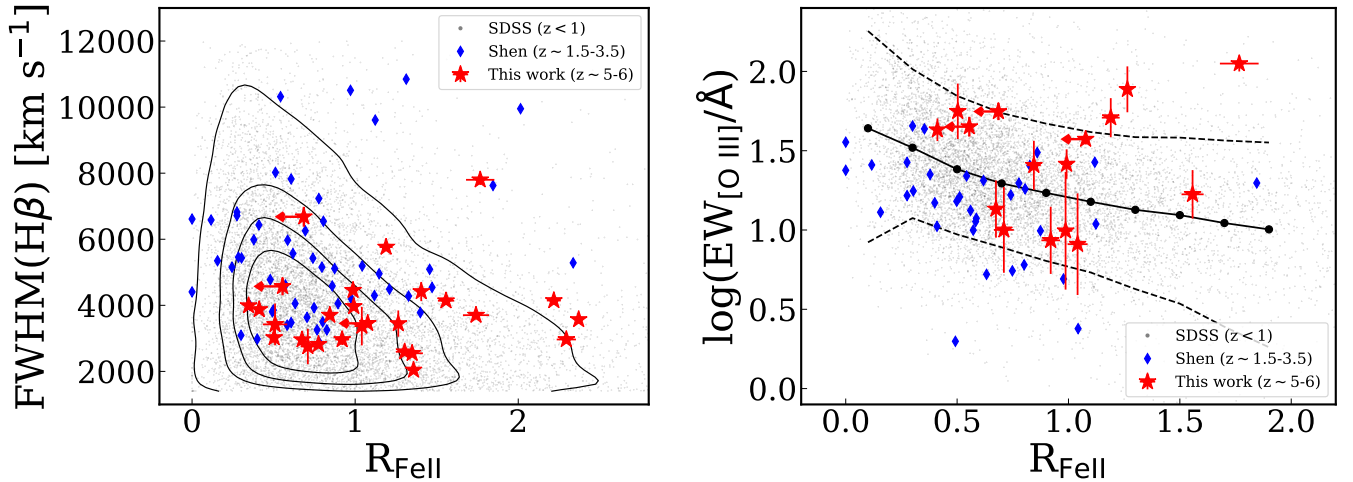 FWHM(Hβ) [km s⁻¹]
12000
10000
8000
6000
4000
2000
0
1
2
R_FeII
SDSS (z < 1)
Shen (z ~ 1.5-3.5)
This work (z ~ 5-6)
log(EW_[O III]/Å)
2.0
1.5
1.0
0.5
0.0
0.0
0.5
1.0
1.5
2.0
R_FeII
SDSS (z < 1)
Shen (z ~ 1.5-3.5)
This work (z ~ 5-6)